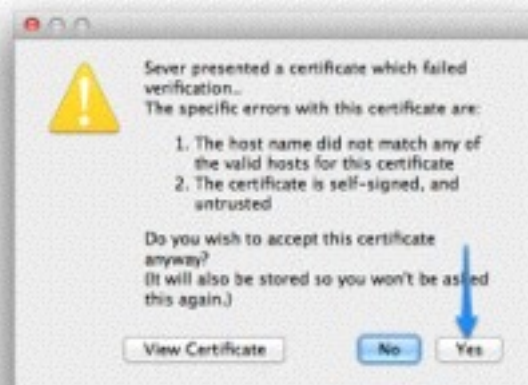 Sever presented a certificate which failed
verification..
The specific errors with this certificate are:
1. The host name did not match any of
the valid hosts for this certificate
2. The certificate is self-signed, and
untrusted
Do you wish to accept this certificate
anyway?
(It will also be stored so you won't be asked
this again.)
View Certificate No Yes